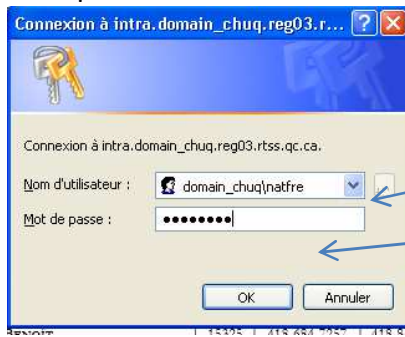 Connexion à intra.domain_chuq.reg03.r...
Connexion à intra.domain_chuq.reg03.rtss.qc.ca.
Nom d'utilisateur :
domain_chuq\natfre
Mot de passe :
••••••••
OK
Annuler